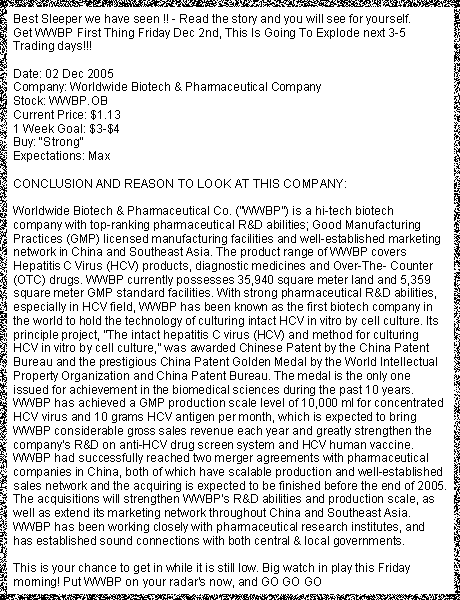 Best Sleeper we have seen !! - Read the story and you will see for yourself.
Get WWBP First Thing Friday Dec 2nd, This Is Going To Explode next 3-5
Trading days!!!
Date: 02 Dec 2005
Company: Worldwide Biotech & Pharmaceutical Company
Stock: WWBP.OB
Current Price: $1.13
1 Week Goal: $3-$4
Buy: "Strong"
Expectations: Max
CONCLUSION AND REASON TO LOOK AT THIS COMPANY:
Worldwide Biotech & Pharmaceutical Co. ("WWBP") is a hi-tech biotech
company with top-ranking pharmaceutical R&D abilities; Good Manufacturing
Practices (GMP) licensed manufacturing facilities and well-established marketing
network in China and Southeast Asia. The product range of WWBP covers
Hepatitis C Virus (HCV) products, diagnostic medicines and Over-The- Counter
(OTC) drugs. WWBP currently possesses 35,940 square meter land and 5,359
square meter GMP standard facilities. With strong pharmaceutical R&D abilities,
especially in HCV field, WWBP has been known as the first biotech company in
the world to hold the technology of culturing intact HCV in vitro by cell culture. Its
principle project, "The intact hepatitis C virus (HCV) and method for culturing
HCV in vitro by cell culture," was awarded Chinese Patent by the China Patent
Bureau and the prestigious China Patent Golden Medal by the World Intellectual
Property Organization and China Patent Bureau. The medal is the only one
issued for achievement in the biomedical sciences during the past 10 years.
WWBP has achieved a GMP production scale level of 10,000 ml for concentrated
HCV virus and 10 grams HCV antigen per month, which is expected to bring
WWBP considerable gross sales revenue each year and greatly strengthen the
company's R&D on anti-HCV drug screen system and HCV human vaccine.
WWBP had successfully reached two merger agreements with pharmaceutical
companies in China, both of which have scalable production and well-established
sales network and the acquiring is expected to be finished before the end of 2005.
The acquisitions will strengthen WWBP's R&D abilities and production scale, as
well as extend its marketing network throughout China and Southeast Asia.
WWBP has been working closely with pharmaceutical research institutes, and
has established sound connections with both central & local governments.
This is your chance to get in while it is still low. Big watch in play this Friday
morning! Put WWBP on your radar's now, and GO GO GO